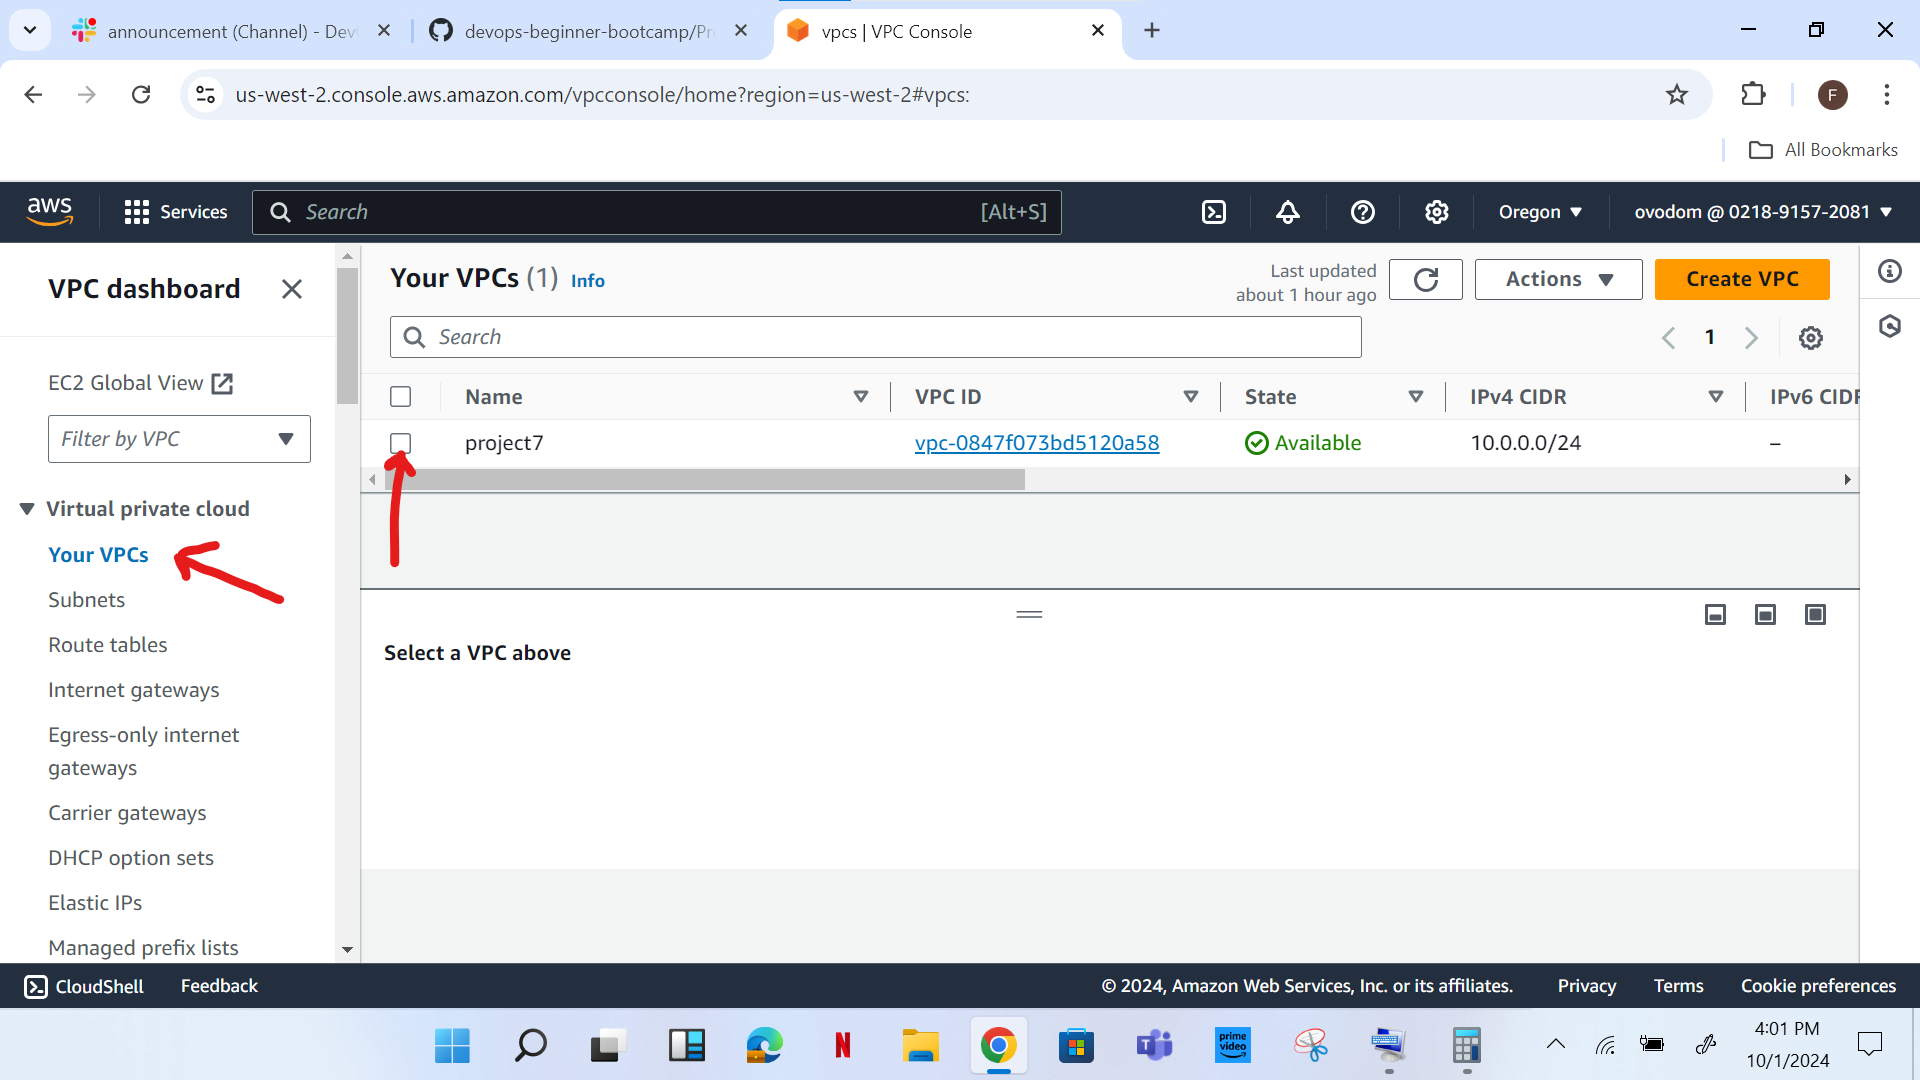 announcement (Channel) - Dev
devops-beginner-bootcamp/Pr
vpcs | VPC Console
us-west-2.console.aws.amazon.com/vpcconsole/home?region=us-west-2#vpcs:
F
All Bookmarks
aws
Services
Search
[Alt+S]
Oregon
ovodom @ 0218-9157-2081
VPC dashboard
EC2 Global View
Filter by VPC
Virtual private cloud
Your VPCs
Subnets
Route tables
Internet gateways
Egress-only internet
gateways
Carrier gateways
DHCP option sets
Elastic IPs
Managed prefix lists
Your VPCs (1) Info
Last updated
about 1 hour ago
Actions
Create VPC
Search
1
Name VPC ID State IPv4 CIDR IPv6 CIDR
project7 vpc-0847f073bd5120a58 Available 10.0.0.0/24 –
Select a VPC above
CloudShell Feedback © 2024, Amazon Web Services, Inc. or its affiliates. Privacy Terms Cookie preferences
N
prime
video
4:01 PM
10/1/2024